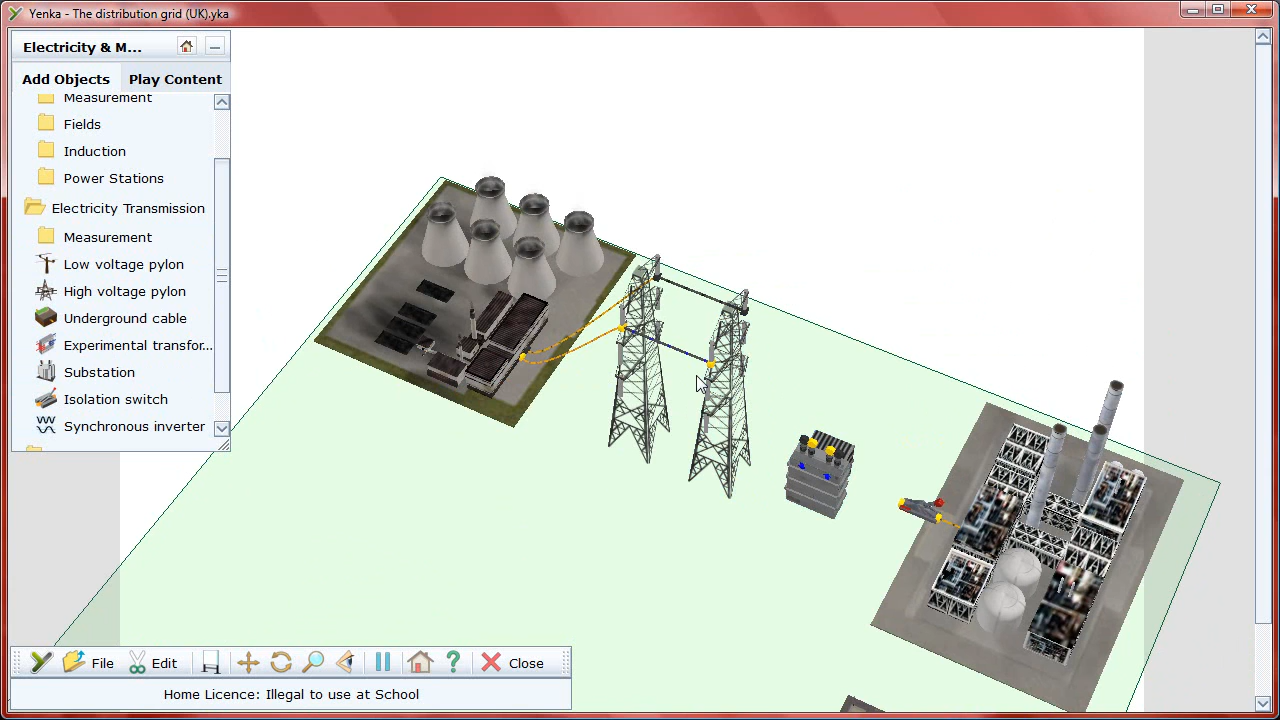 Yenka - The distribution grid (UK).yka
Electricity & M...
Add Objects
Play Content
Measurement
Fields
Induction
Power Stations
Electricity Transmission
Measurement
Low voltage pylon
High voltage pylon
Underground cable
Experimental transfor...
Substation
Isolation switch
Synchronous inverter
File
Edit
?
Close
Home Licence: Illegal to use at School